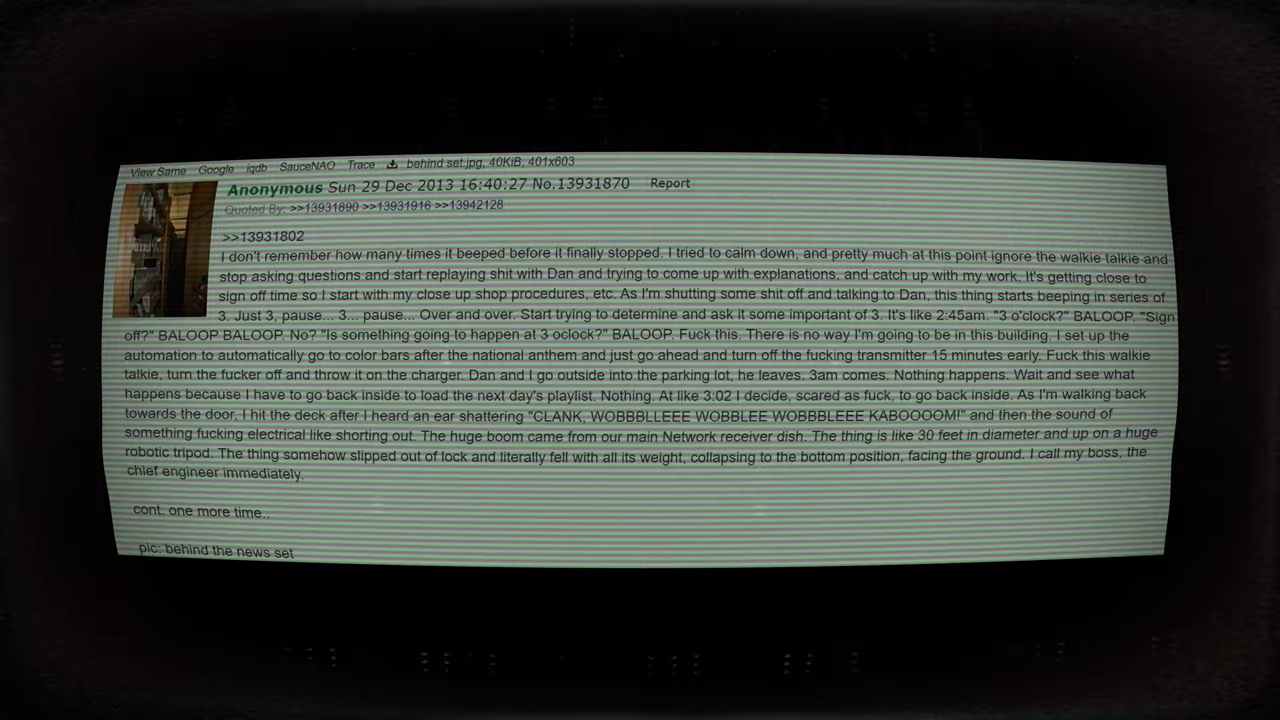 View Same Google iqdb SauceNAO Trace behind set.jpg, 40KiB, 401x603
Anonymous Sun 29 Dec 2013 16:40:27 No.13931870 Report
Quoted By: >>13931890 >>13931916 >>13942128
>>13931802
I don't remember how many times it beeped before it finally stopped. I tried to calm down, and pretty much at this point ignore the walkie talkie and
stop asking questions and start replaying shit with Dan and trying to come up with explanations, and catch up with my work. It's getting close to
sign off time so I start with my close up shop procedures, etc. As I'm shutting some shit off and talking to Dan, this thing starts beeping in series of
3. Just 3, pause... 3... pause... Over and over. Start trying to determine and ask it some important of 3. It's like 2:45am. "3 o'clock?" BALOOP. "Sign
off?" BALOOP BALOOP. No? "Is something going to happen at 3 oclock?" BALOOP. Fuck this. There is no way I'm going to be in this building. I set up the
automation to automatically go to color bars after the national anthem and just go ahead and turn off the fucking transmitter 15 minutes early. Fuck this walkie
talkie, turn the fucker off and throw it on the charger. Dan and I go outside into the parking lot, he leaves. 3am comes. Nothing happens. Wait and see what
happens because I have to go back inside to load the next day's playlist. Nothing. At like 3:02 I decide, scared as fuck, to go back inside. As I'm walking back
towards the door, I hit the deck after I heard an ear shattering "CLANK, WOBBBLLEEE WOBBLEE WOBBBLEEE KABOOOOM!" and then the sound of
something fucking electrical like shorting out. The huge boom came from our main Network receiver dish. The thing is like 30 feet in diameter and up on a huge
robotic tripod. The thing somehow slipped out of lock and literally fell with all its weight, collapsing to the bottom position, facing the ground. I call my boss, the
chief engineer immediately.
cont. one more time..
pic: behind the news set